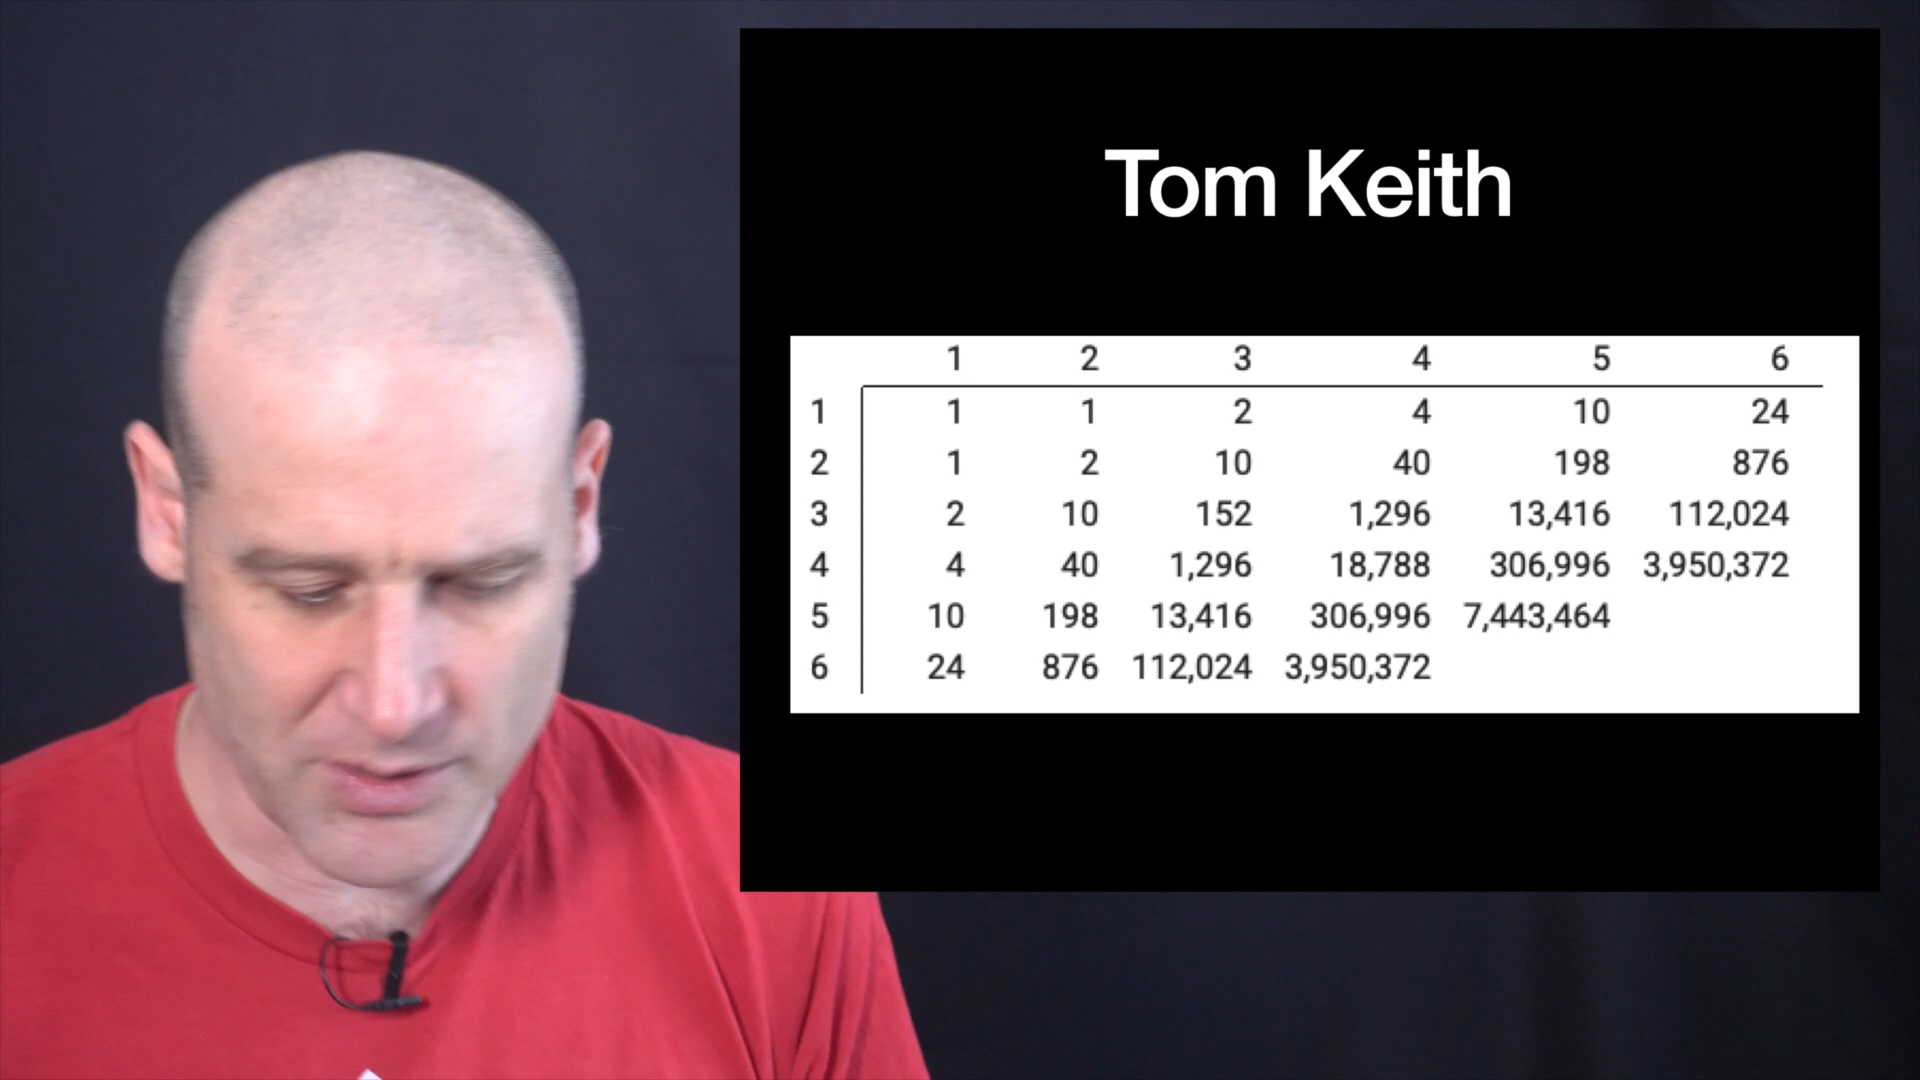 Tom Keith
1 2 3 4 5 6
1 1 1 2 4 10 24
2 1 2 10 40 198 876
3 2 10 152 1,296 13,416 112,024
4 4 40 1,296 18,788 306,996 3,950,372
5 10 198 13,416 306,996 7,443,464
6 24 876 112,024 3,950,372